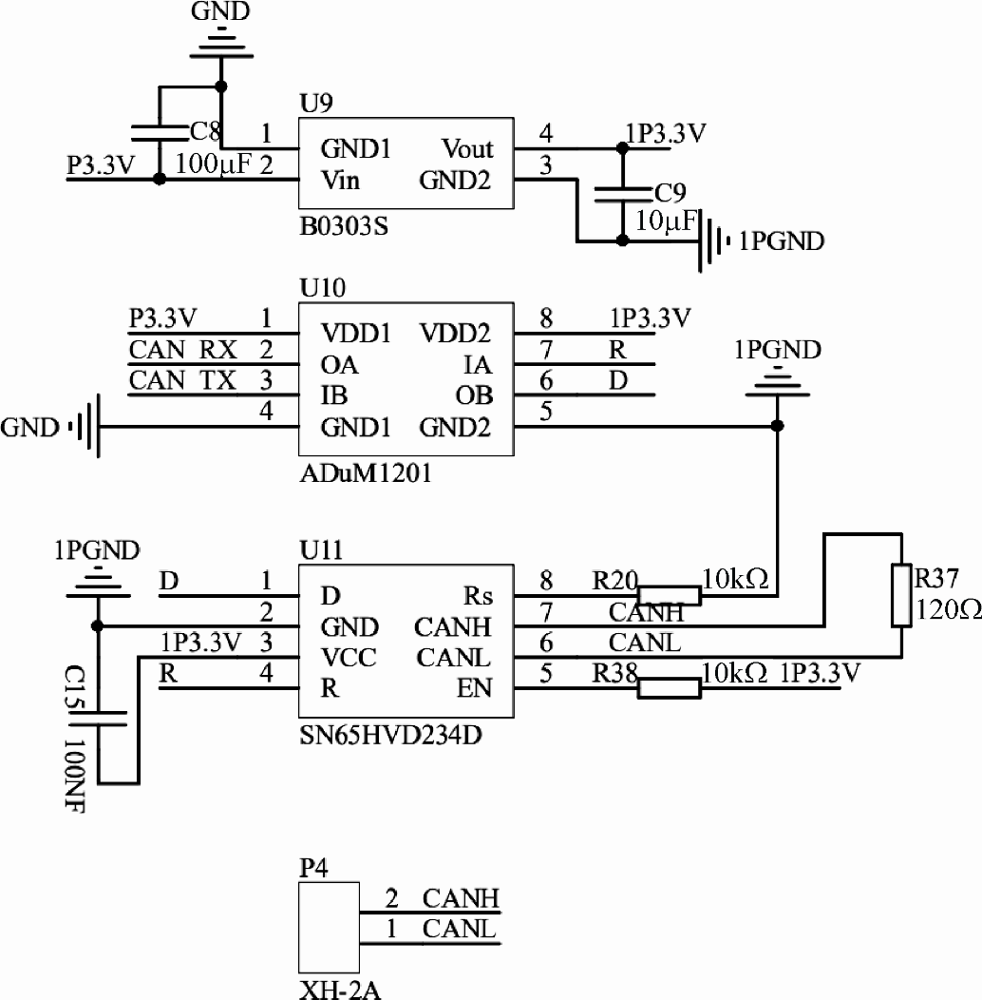 GND
U9
C8
1 GND1 Vout 4 1P3.3V
P3.3V 100μF 2 Vin GND2 3
C9
B0303S 10μF
1PGND
U10
P3.3V 1 VDD1 VDD2 8 1P3.3V
CAN RX 2 OA IA 7 R
CAN TX 3 IB OB 6 D
GND 4 GND1 GND2 5
1PGND
ADuM1201
1PGND U11
D 1 D Rs 8 R20 10kΩ
R37
2 GND CANH 7 CANH
120Ω
1P3.3V 3 VCC CANL 6 CANL
R 4 R EN 5 R38 10kΩ 1P3.3V
C15
100NF
SN65HVD234D
P4
2 CANH
1 CANL
XH-2A